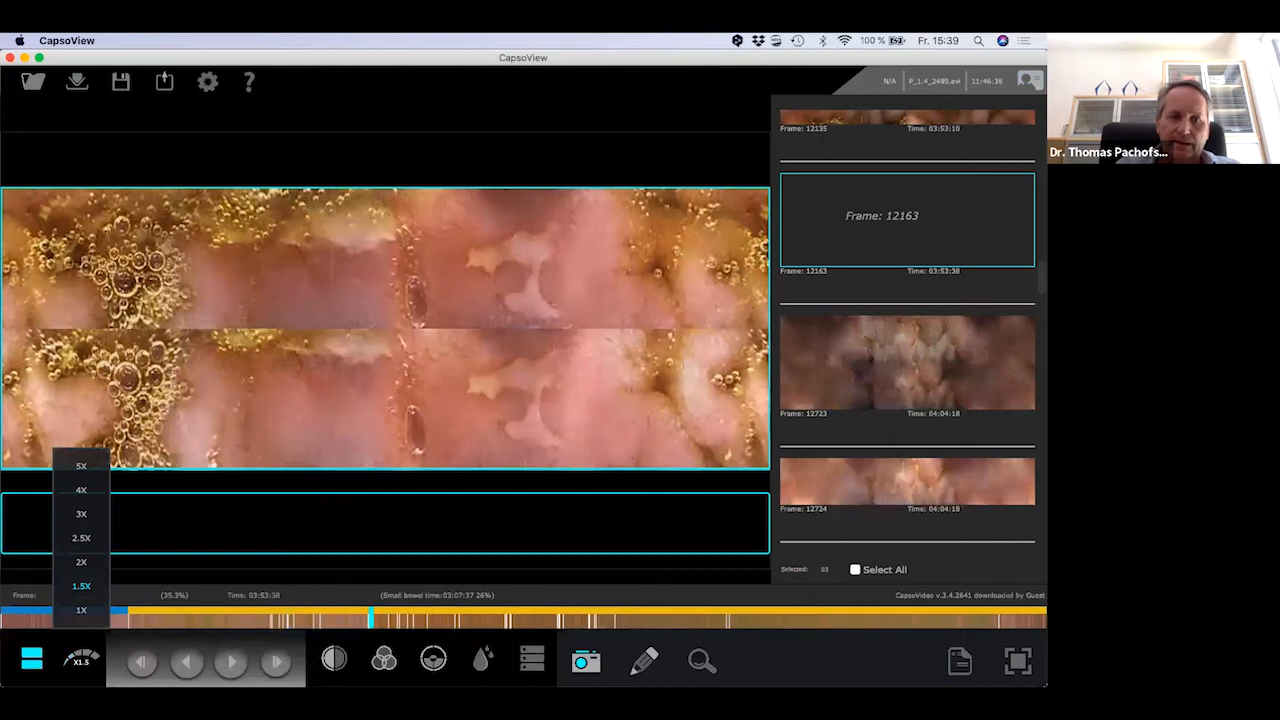 CapsoView
100 %
Fr. 15:39
CapsoView
N/A
P_1.4_2499.avi
11:46:38
Frame: 12135
Time: 03:53:10
Frame: 12163
Frame: 12163
Time: 03:53:38
Frame: 12723
Time: 04:04:18
Frame: 12724
Time: 04:04:18
Selected: 03
Select All
Dr. Thomas Pachofs...
5X
4X
3X
2.5X
2X
1.5X
1X
Frame:
(35.3%)
Time: 03:53:38
(Small bowel time:03:07:37 26%)
CapsoVideo v.3.4.2641 downloaded by Guest
X1.5